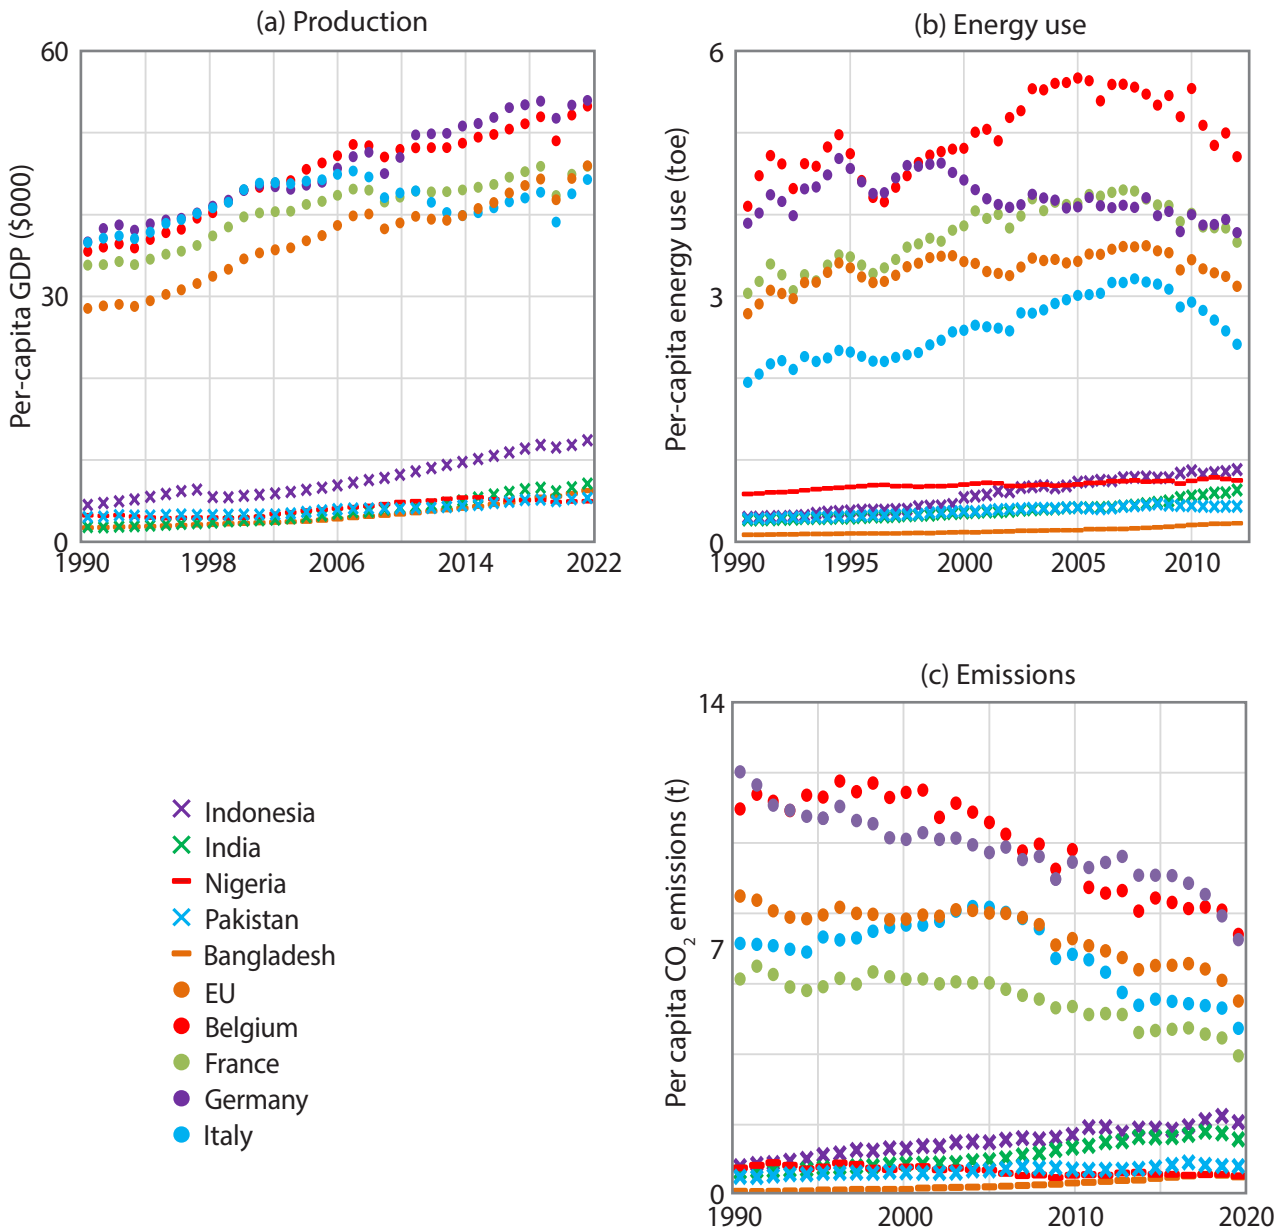 (a) Production
(b) Energy use
60
30
0
Per-capita GDP ($000)
1990
1998
2006
2014
2022
6
3
0
Per-capita energy use (toe)
1990
1995
2000
2005
2010
(c) Emissions
14
7
0
Per capita CO2 emissions (t)
1990
2000
2010
2020
Indonesia
India
Nigeria
Pakistan
Bangladesh
EU
Belgium
France
Germany
Italy